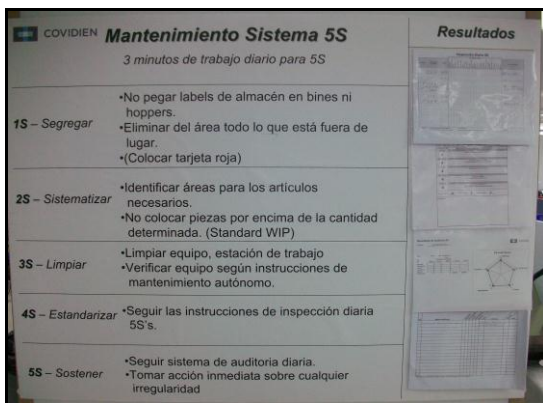 COVIDIEN Mantenimiento Sistema 5S
3 minutos de trabajo diario para 5S
Resultados
1S – Segregar
•No pegar labels de almacén en bines ni
hoppers.
•Eliminar del área todo lo que está fuera de
lugar.
•(Colocar tarjeta roja)
2S – Sistematizar
•Identificar áreas para los artículos
necesarios.
•No colocar piezas por encima de la cantidad
determinada. (Standard WIP)
3S – Limpiar
•Limpiar equipo, estación de trabajo
•Verificar equipo según instrucciones de
mantenimiento autónomo.
4S – Estandarizar
•Seguir las instrucciones de inspección diaria
5S's.
5S – Sostener
•Seguir sistema de auditoria diaria.
•Tomar acción inmediata sobre cualquier
irregularidad